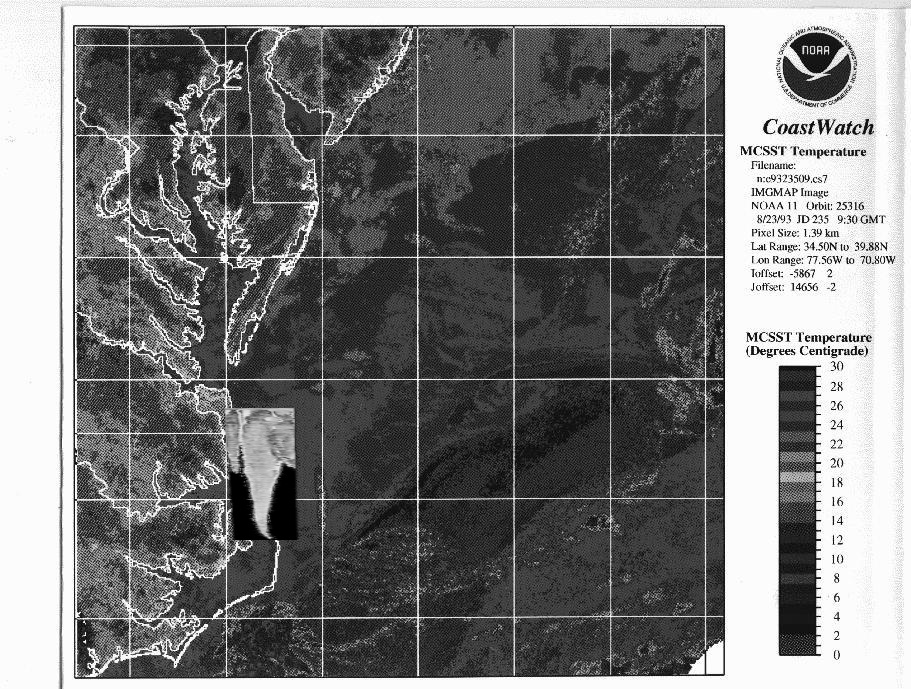 NATIONAL OCEANIC AND ATMOSPHERIC ADMINISTRATION
U.S. DEPARTMENT OF COMMERCE
NOAA
CoastWatch
MCSST Temperature
Filename:
n:c9323509.cs7
IMGMAP Image
NOAA 11 Orbit: 25316
8/23/93 JD 235 9:30 GMT
Pixel Size: 1.39 km
Lat Range: 34.50N to 39.88N
Lon Range: 77.56W to 70.80W
Ioffset: -5867 2
Joffset: 14656 -2
MCSST Temperature
(Degrees Centigrade)
30
28
26
24
22
20
18
16
14
12
10
8
6
4
2
0